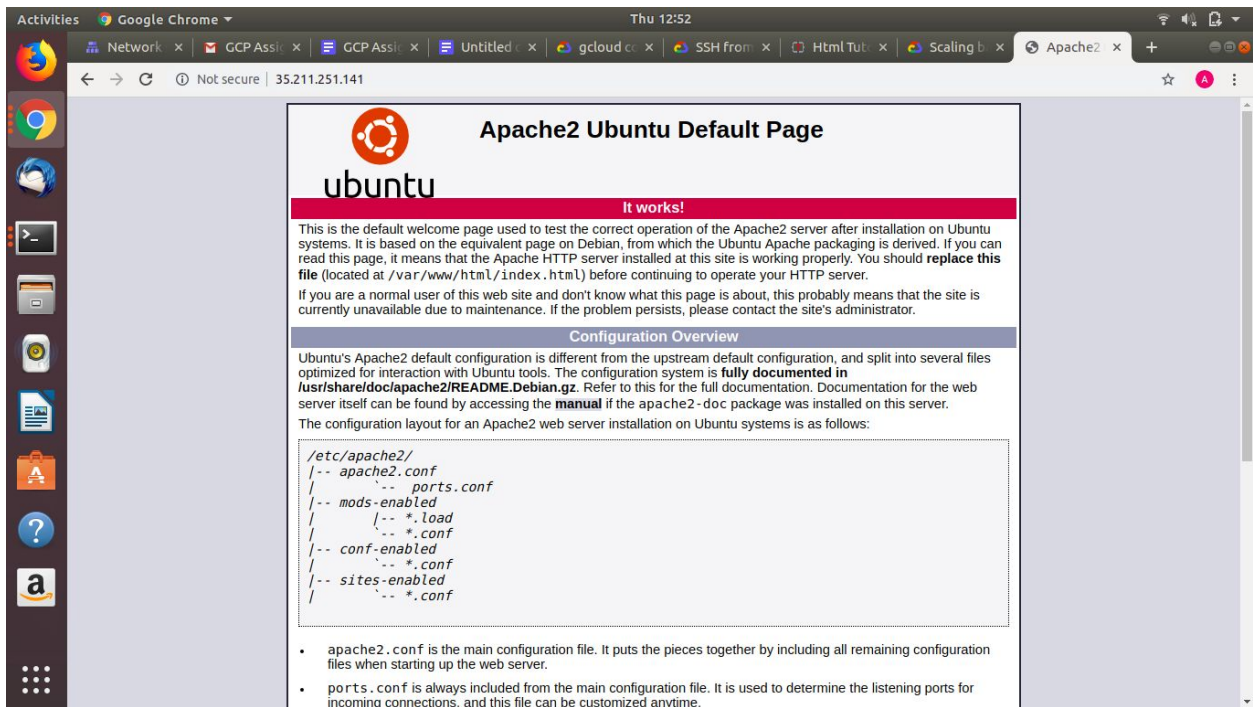 Activities Google Chrome ▾ Thu 12:52
Network GCP Assig GCP Assig Untitled gcloud co SSH from Html Tuto Scaling b Apache2
Not secure | 35.211.251.141 A
ubuntu
Apache2 Ubuntu Default Page
It works!
This is the default welcome page used to test the correct operation of the Apache2 server after installation on Ubuntu
systems. It is based on the equivalent page on Debian, from which the Ubuntu Apache packaging is derived. If you can
read this page, it means that the Apache HTTP server installed at this site is working properly. You should replace this
file (located at /var/www/html/index.html) before continuing to operate your HTTP server.
If you are a normal user of this web site and don't know what this page is about, this probably means that the site is
currently unavailable due to maintenance. If the problem persists, please contact the site's administrator.
Configuration Overview
Ubuntu's Apache2 default configuration is different from the upstream default configuration, and split into several files
optimized for interaction with Ubuntu tools. The configuration system is fully documented in
/usr/share/doc/apache2/README.Debian.gz. Refer to this for the full documentation. Documentation for the web
server itself can be found by accessing the manual if the apache2-doc package was installed on this server.
The configuration layout for an Apache2 web server installation on Ubuntu systems is as follows:
/etc/apache2/
|-- apache2.conf
|       `--  ports.conf
|-- mods-enabled
|       |-- *.load
|       `-- *.conf
|-- conf-enabled
|       `-- *.conf
|-- sites-enabled
|       `-- *.conf
• apache2.conf is the main configuration file. It puts the pieces together by including all remaining configuration
files when starting up the web server.
• ports.conf is always included from the main configuration file. It is used to determine the listening ports for
incoming connections, and this file can be customized anytime.